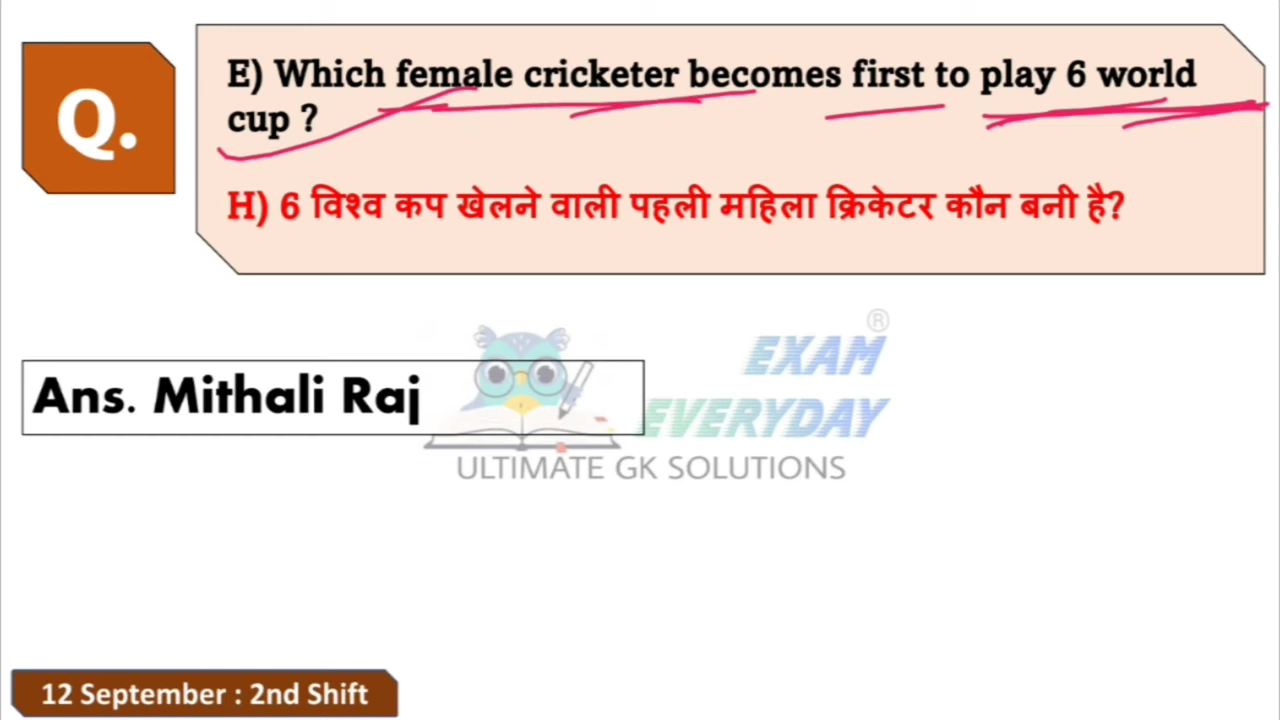 Q.
E) Which female cricketer becomes first to play 6 world
cup ?
H) 6 विश्व कप खेलने वाली पहली महिला क्रिकेटर कौन बनी है?
®
EXAM
Ans. Mithali Raj
EVERYDAY
ULTIMATE GK SOLUTIONS
12 September : 2nd Shift